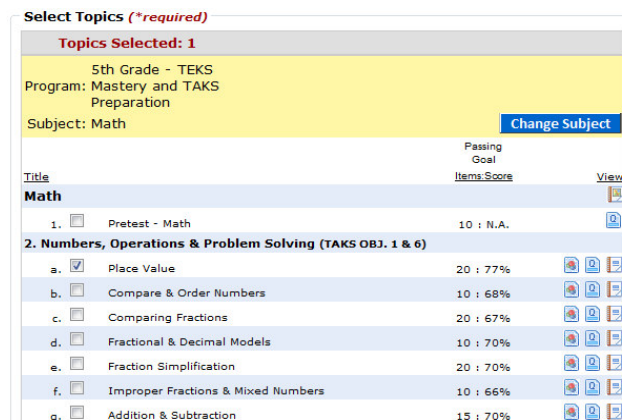 Select Topics (*required)
Topics Selected: 1
5th Grade - TEKS
Program: Mastery and TAKS
Preparation
Subject: Math
Change Subject
Passing
Goal
Title Items:Score View
Math
1. Pretest - Math 10 : N.A.
2. Numbers, Operations & Problem Solving (TAKS OBJ. 1 & 6)
a. Place Value 20 : 77%
b. Compare & Order Numbers 10 : 68%
c. Comparing Fractions 20 : 67%
d. Fractional & Decimal Models 10 : 70%
e. Fraction Simplification 20 : 70%
f. Improper Fractions & Mixed Numbers 10 : 66%
g. Addition & Subtraction 15 : 70%